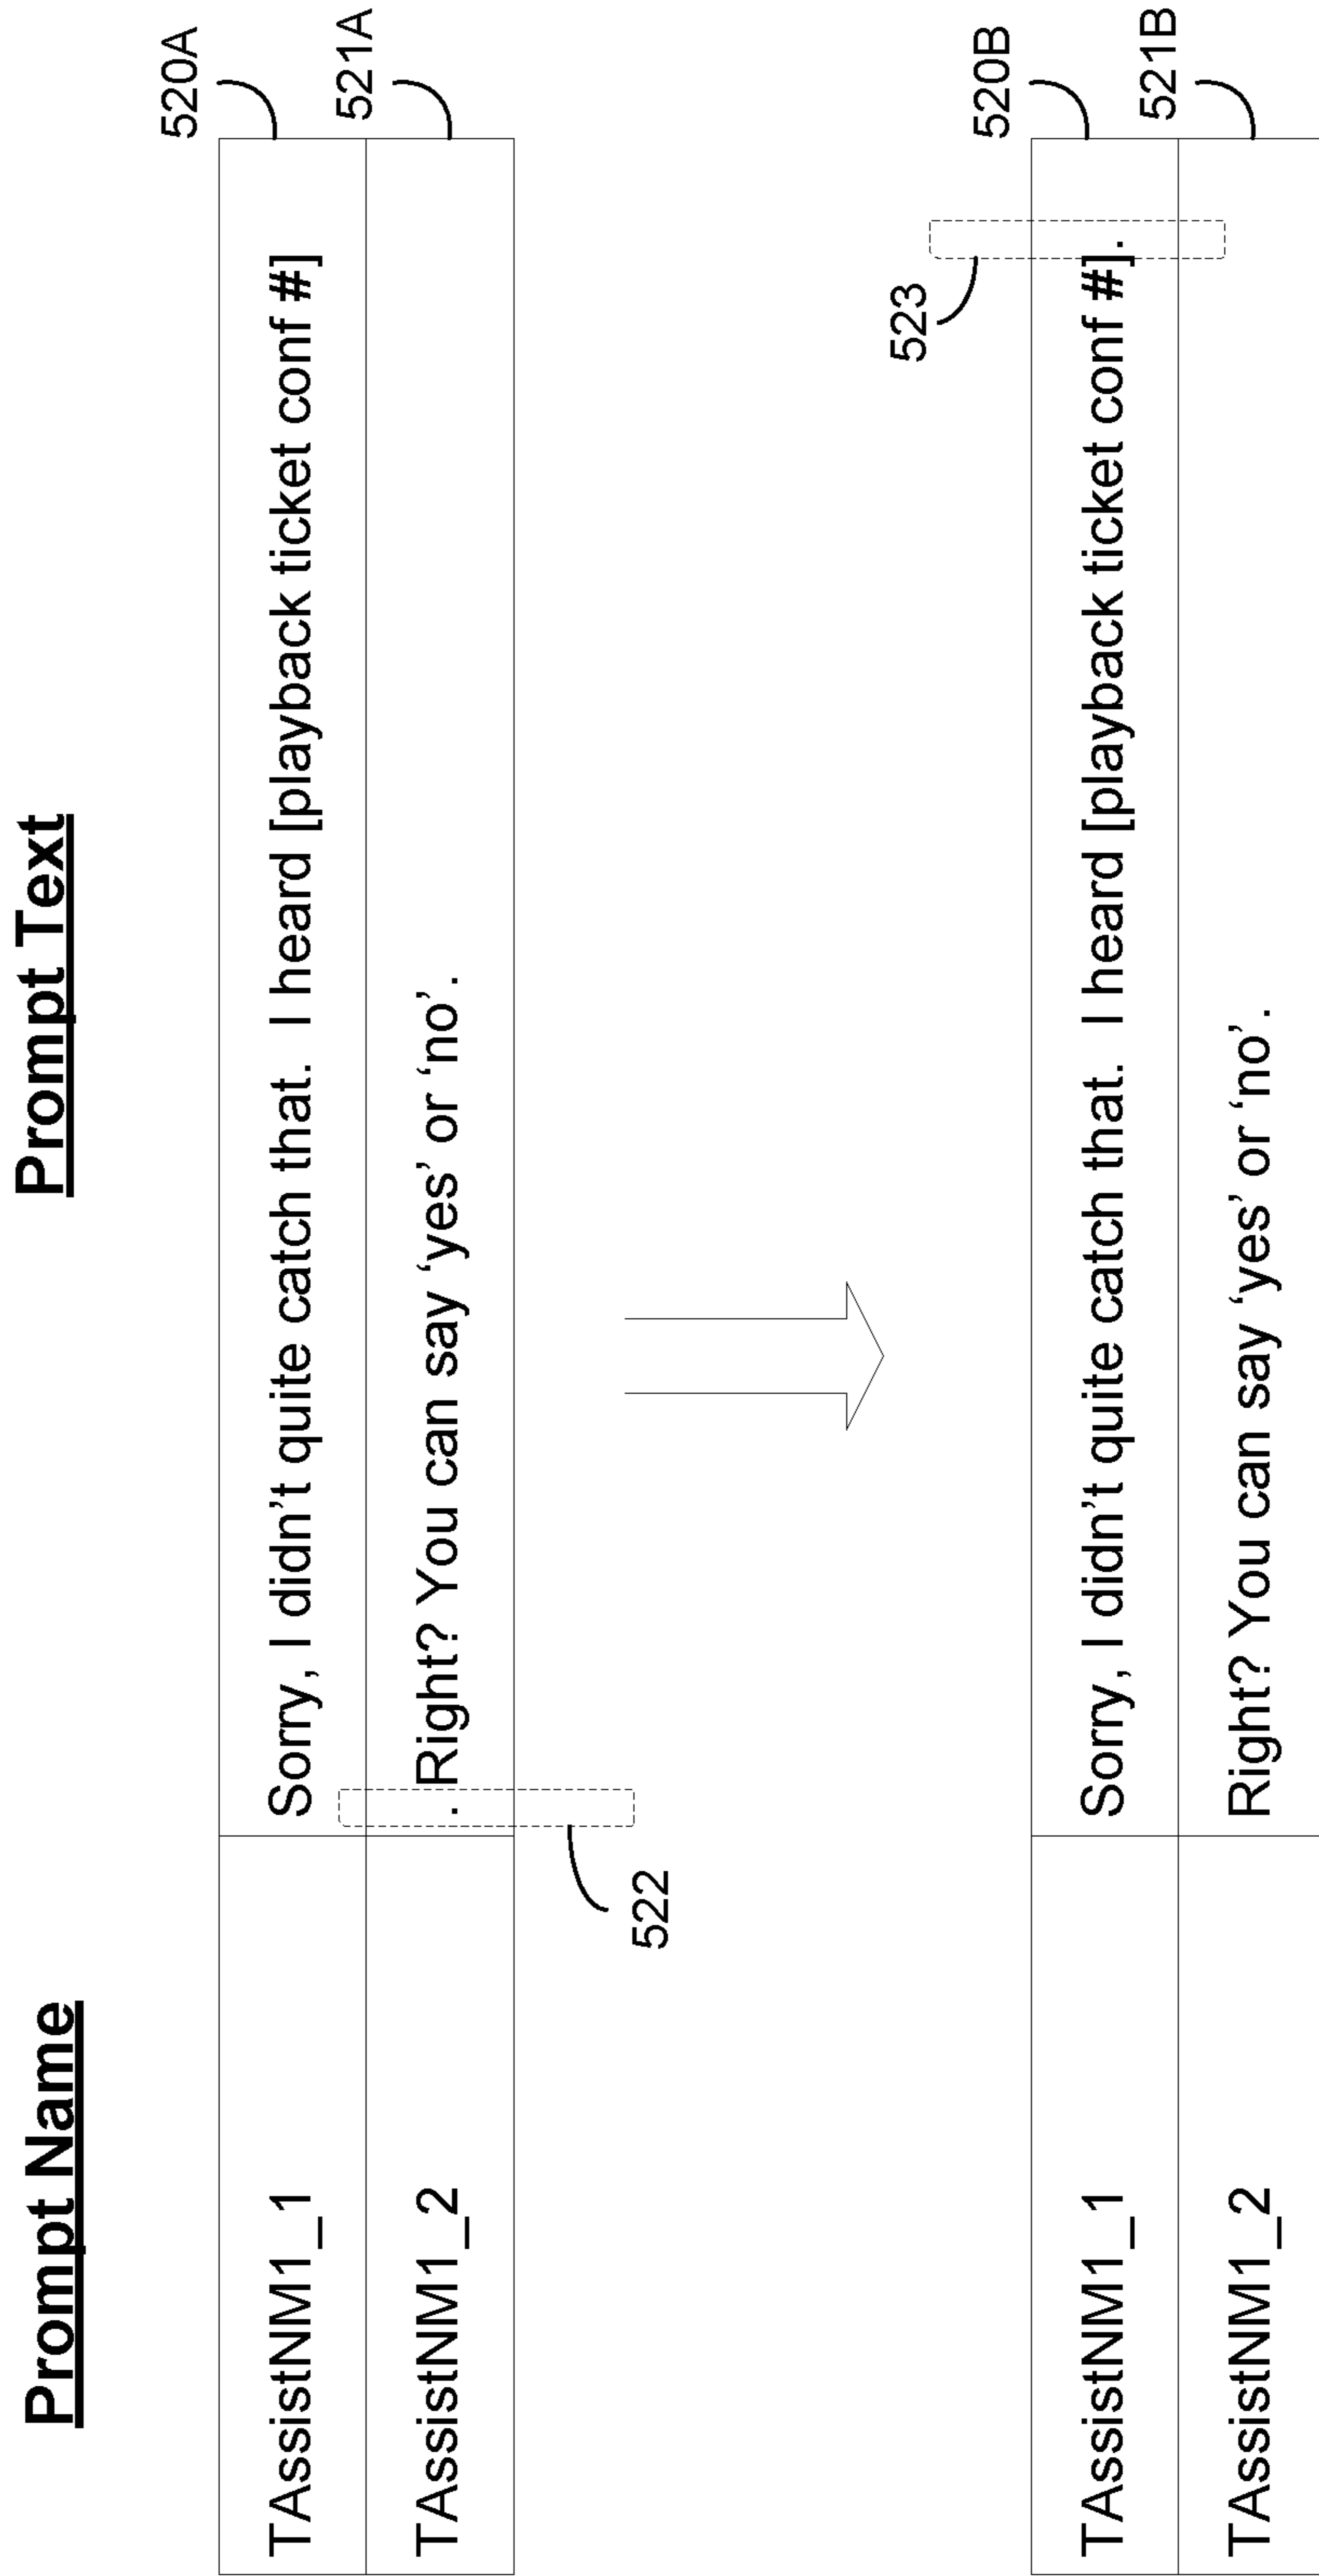 Prompt Name
Prompt Text
TAssistNM1_1
Sorry, I didn’t quite catch that.  I heard [playback ticket conf #]
520A
TAssistNM1_2
. Right? You can say ‘yes’ or ‘no’.
521A
522
523
TAssistNM1_1
Sorry, I didn’t quite catch that.  I heard [playback ticket conf #].
520B
TAssistNM1_2
Right? You can say ‘yes’ or ‘no’.
521B